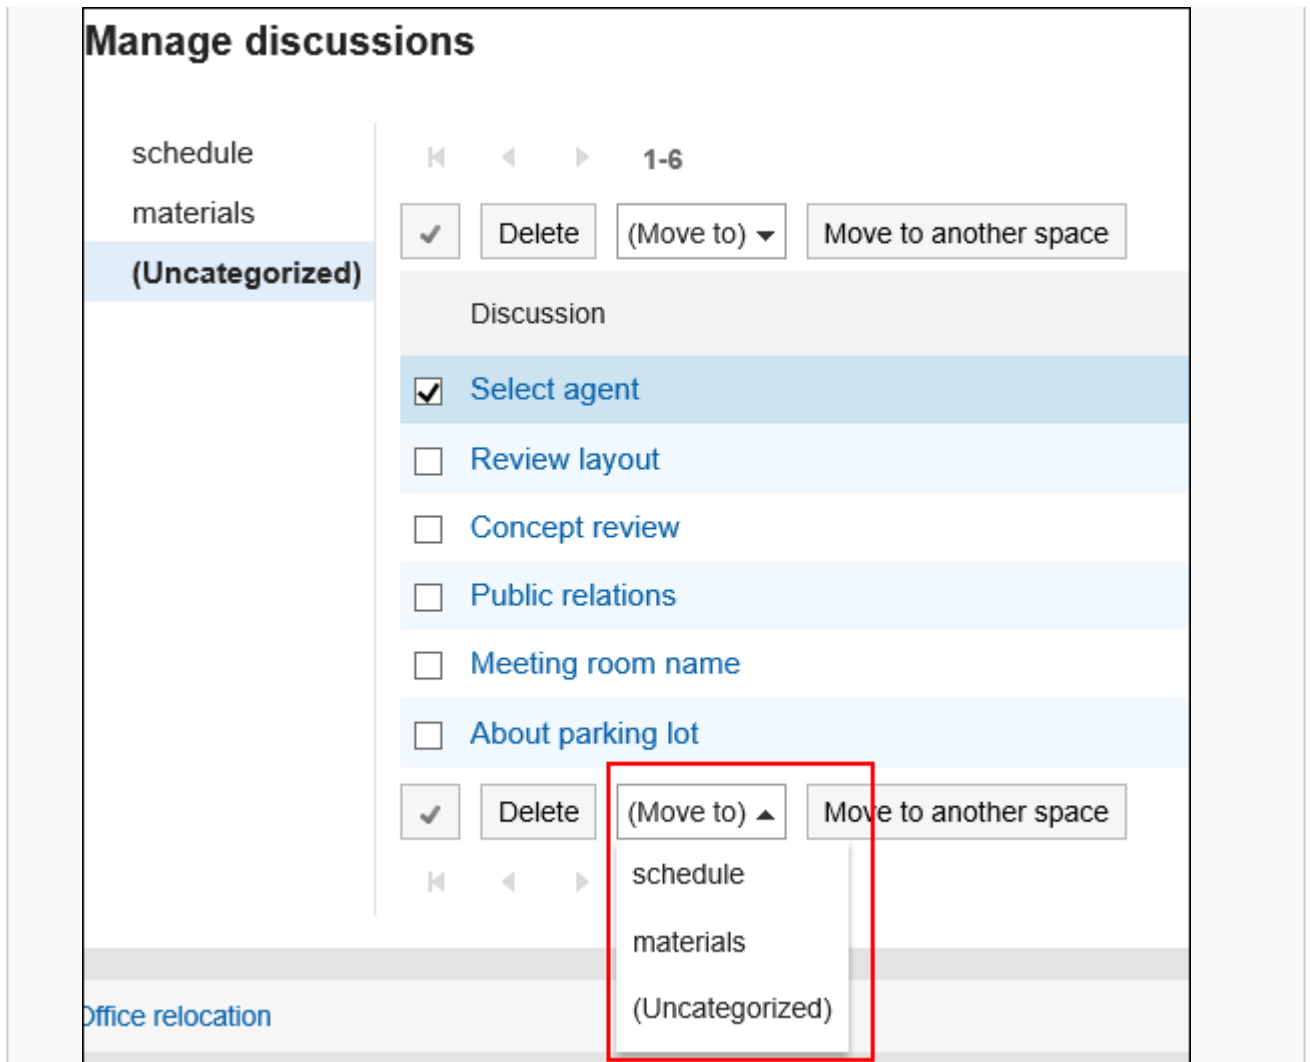 Manage discussions
schedule
materials
(Uncategorized)
1-6
Delete (Move to) Move to another space
Discussion
Select agent
Review layout
Concept review
Public relations
Meeting room name
About parking lot
Delete (Move to) Move to another space
schedule
materials
(Uncategorized)
Office relocation